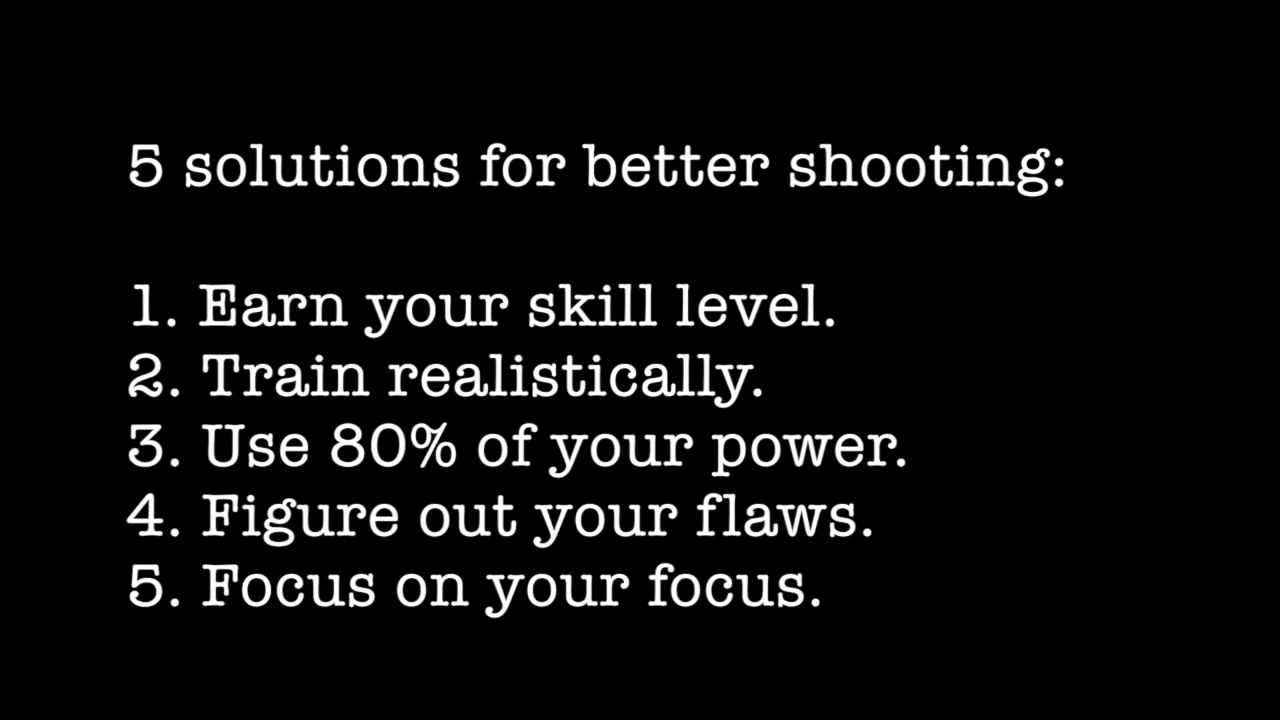 5 solutions for better shooting:
1. Earn your skill level.
2. Train realistically.
3. Use 80% of your power.
4. Figure out your flaws.
5. Focus on your focus.